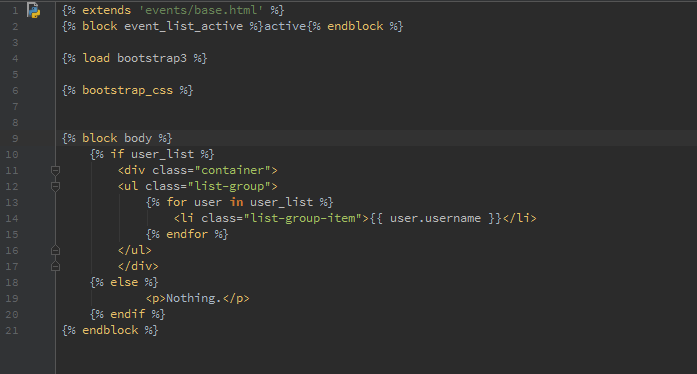 1 {% extends 'events/base.html' %}
2 {% block event_list_active %}active{% endblock %}
3
4 {% load bootstrap3 %}
5
6 {% bootstrap_css %}
7
8
9 {% block body %}
10 {% if user_list %}
11 <div class="container">
12 <ul class="list-group">
13 {% for user in user_list %}
14 <li class="list-group-item">{{ user.username }}</li>
15 {% endfor %}
16 </ul>
17 </div>
18 {% else %}
19 <p>Nothing.</p>
20 {% endif %}
21 {% endblock %}